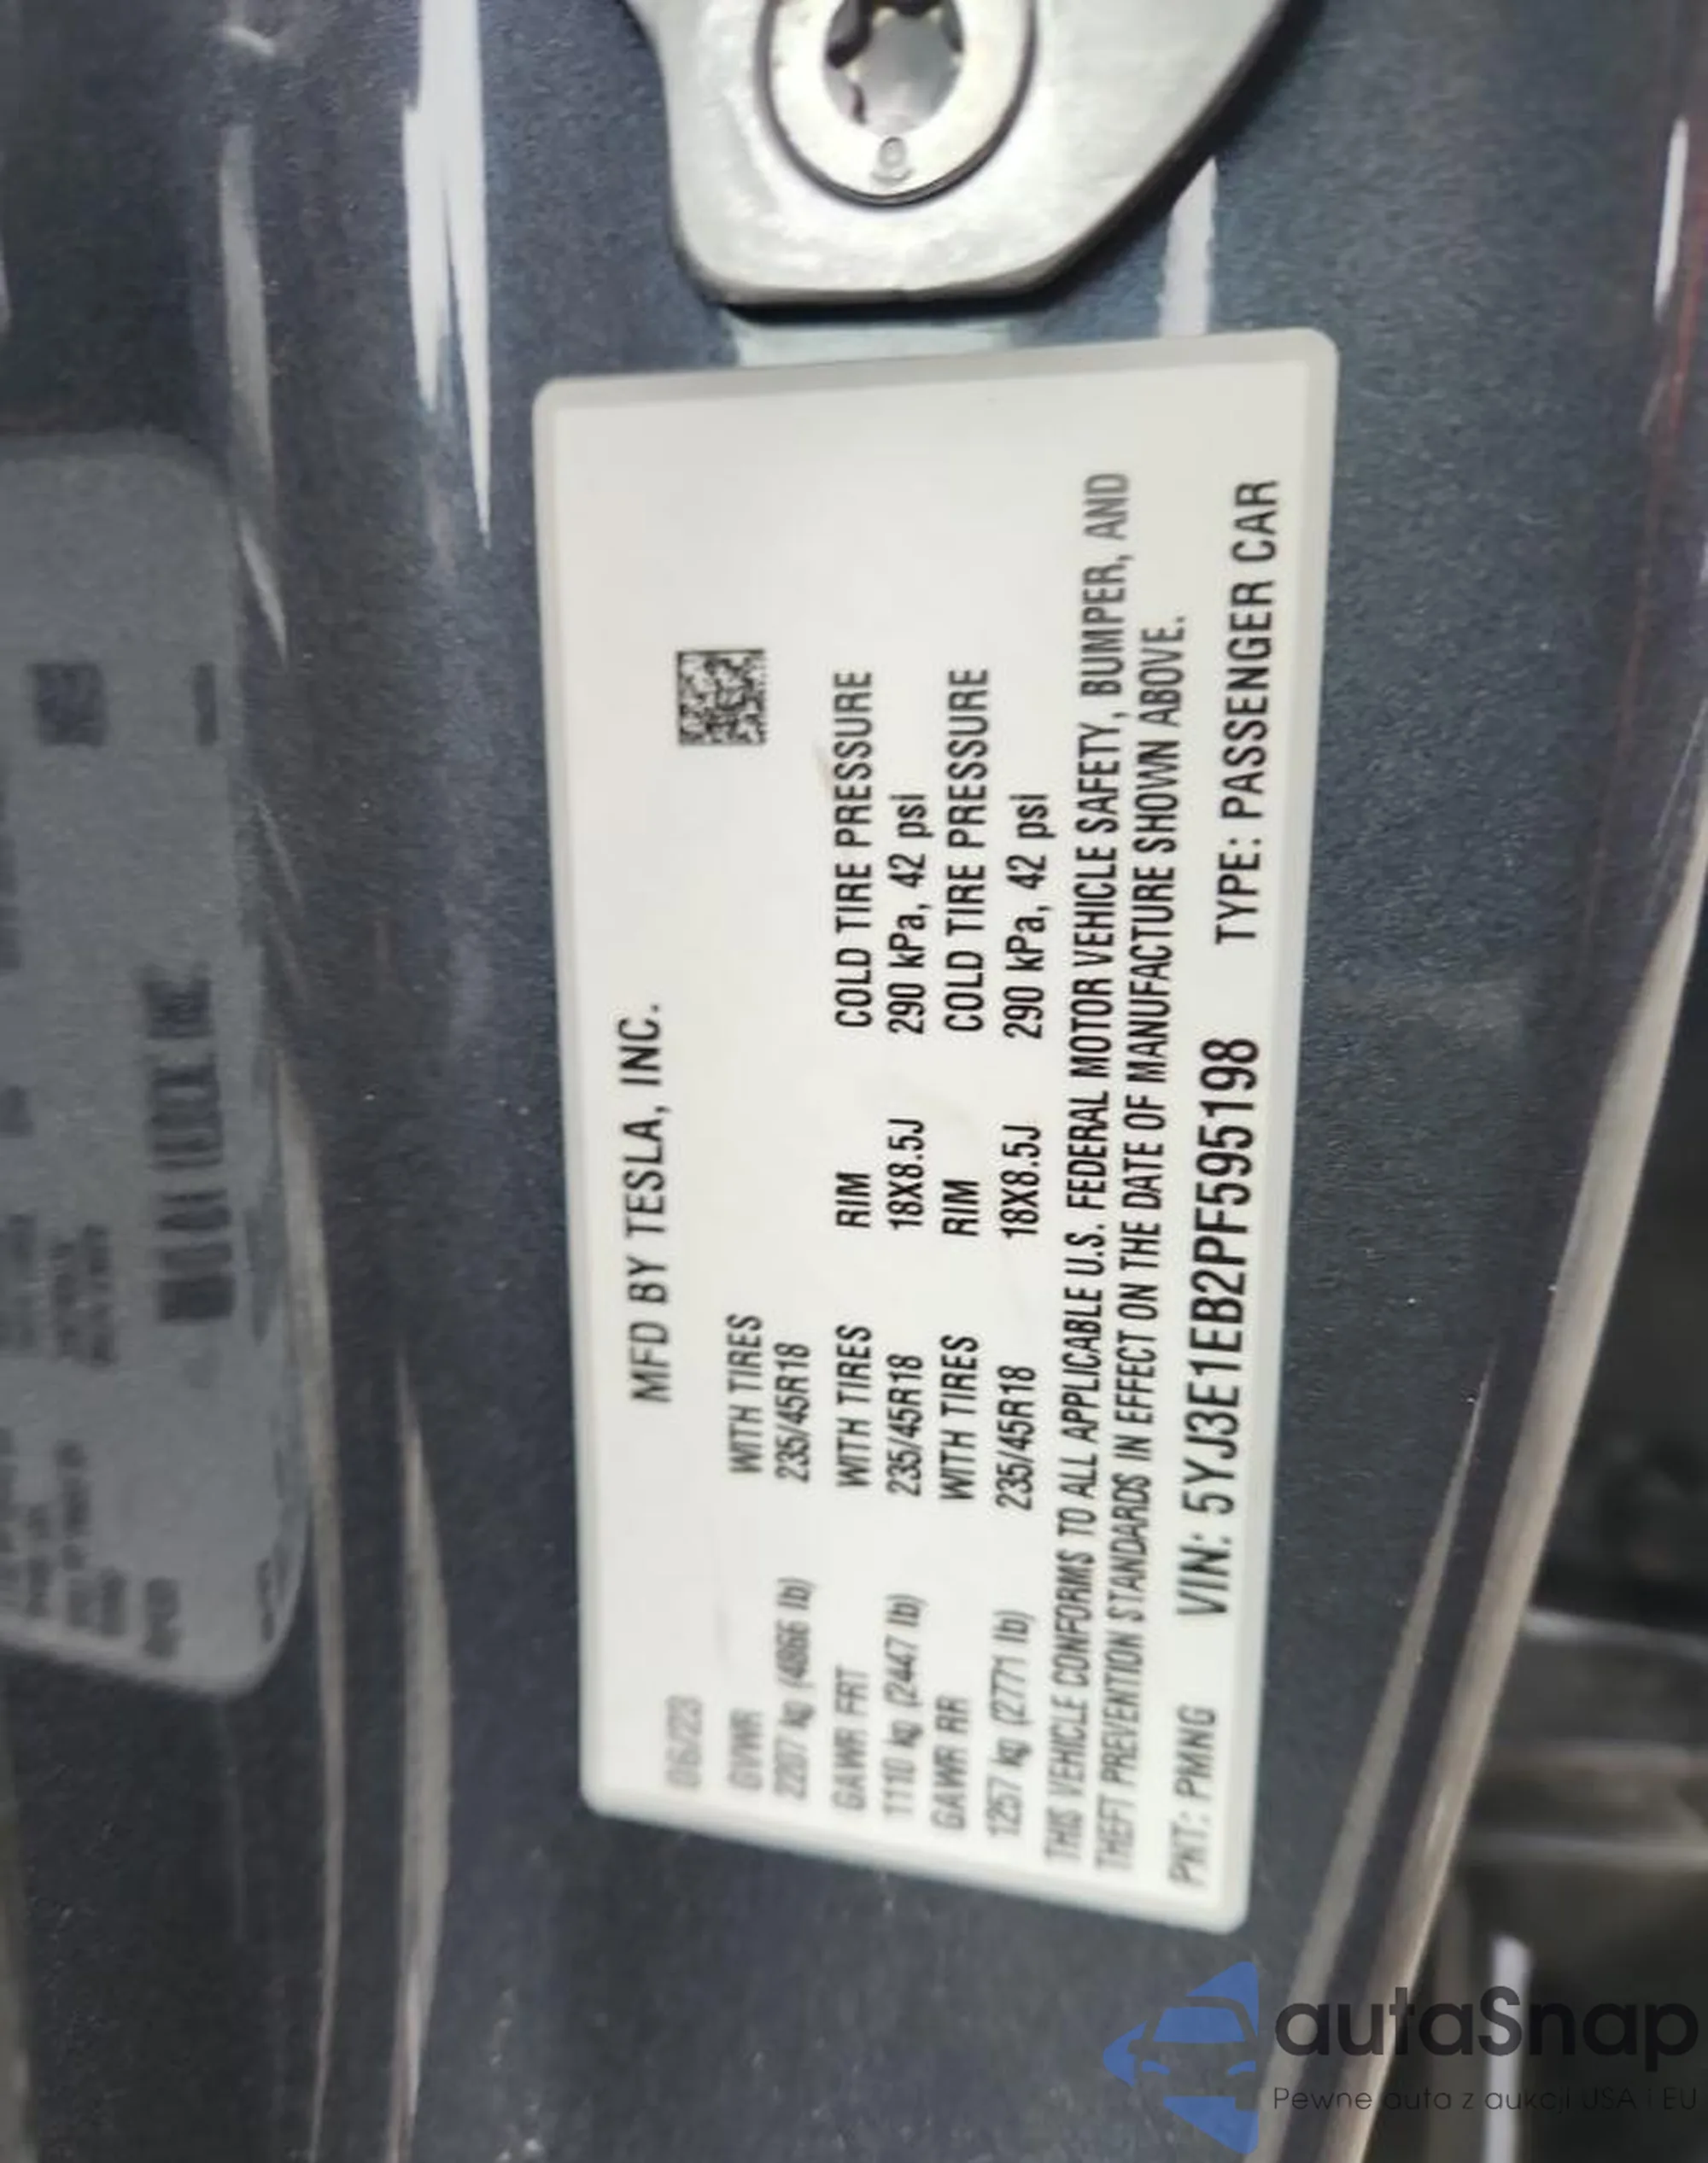 MFD BY TESLA, INC.
06/23
GVWR WITH TIRES
2207 kg (4866 lb) 235/45R18
GAWR FRT WITH TIRES RIM COLD TIRE PRESSURE
1110 kg (2447 lb) 235/45R18 18X8.5J 290 kPa, 42 psi
GAWR RR WITH TIRES RIM COLD TIRE PRESSURE
1257 kg (2771 lb) 235/45R18 18X8.5J 290 kPa, 42 psi
THIS VEHICLE CONFORMS TO ALL APPLICABLE U.S. FEDERAL MOTOR VEHICLE SAFETY, BUMPER, AND
THEFT PREVENTION STANDARDS IN EFFECT ON THE DATE OF MANUFACTURE SHOWN ABOVE.
PNT: PMNG VIN: 5YJ3E1EB2PF595198 TYPE: PASSENGER CAR
autaSnap
Pewne auta z aukcji USA i EU